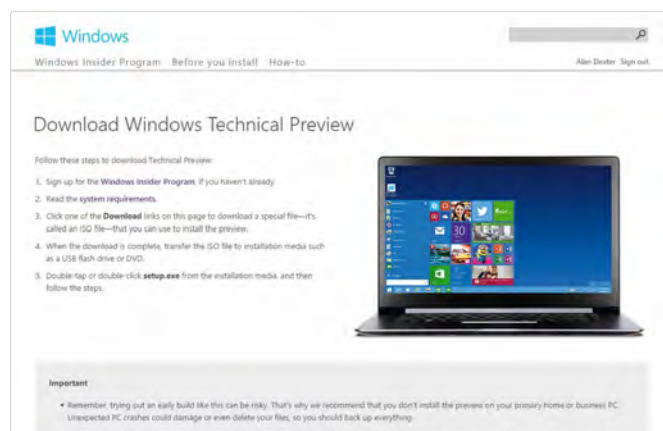 Windows
Windows Insider Program Before you install How-to
Alan Dexter Sign out
Download Windows Technical Preview
Follow these steps to download Technical Preview:
1. Sign up for the Windows Insider Program, if you haven't already.
2. Read the system requirements.
3. Click one of the Download links on this page to download a special file—it's
called an ISO file—that you can use to install the preview.
4. When the download is complete, transfer the ISO file to installation media such
as a USB flash drive or DVD.
5. Double-tap or double-click setup.exe from the installation media, and then
follow the steps.
30
Important
• Remember, trying out an early build like this can be risky. That's why we recommend that you don't install the preview on your primary home or business PC.
Unexpected PC crashes could damage or even delete your files, so you should back up everything.